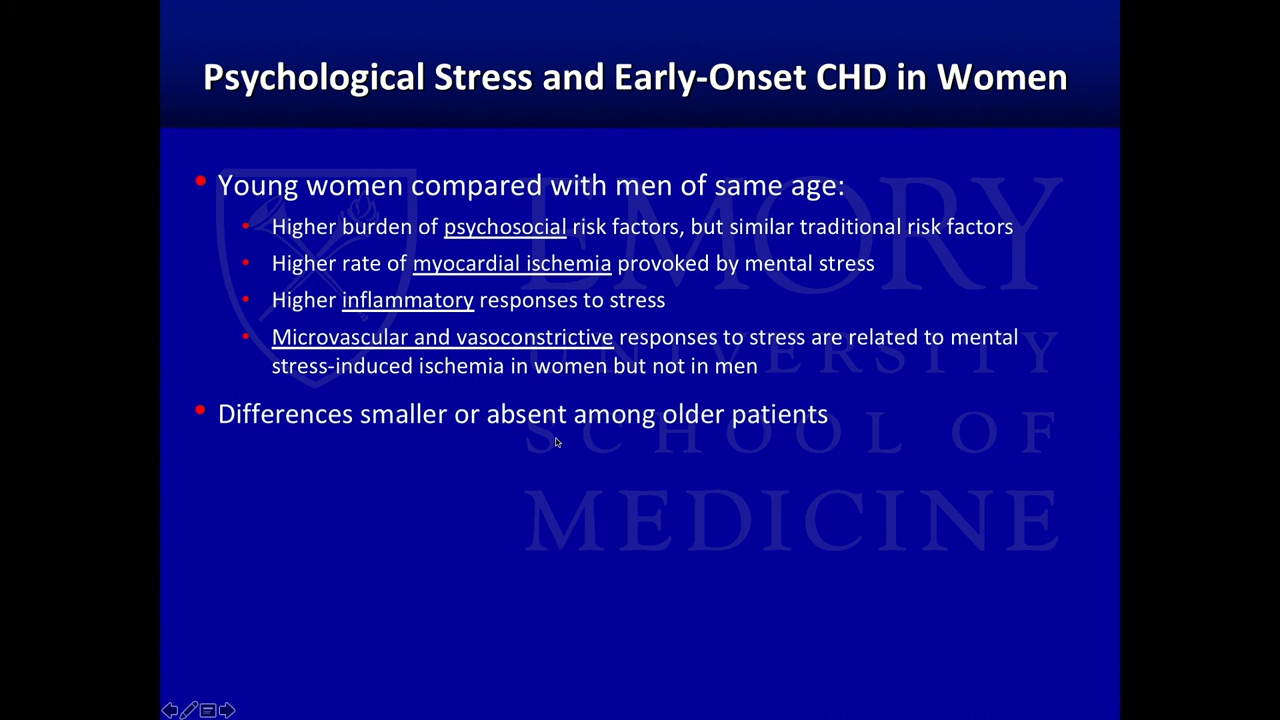 Psychological Stress and Early-Onset CHD in Women
• Young women compared with men of same age:
• Higher burden of psychosocial risk factors, but similar traditional risk factors
• Higher rate of myocardial ischemia provoked by mental stress
• Higher inflammatory responses to stress
• Microvascular and vasoconstrictive responses to stress are related to mental
stress-induced ischemia in women but not in men
• Differences smaller or absent among older patients
EMORY
UNIVERSITY
SCHOOL OF
MEDICINE